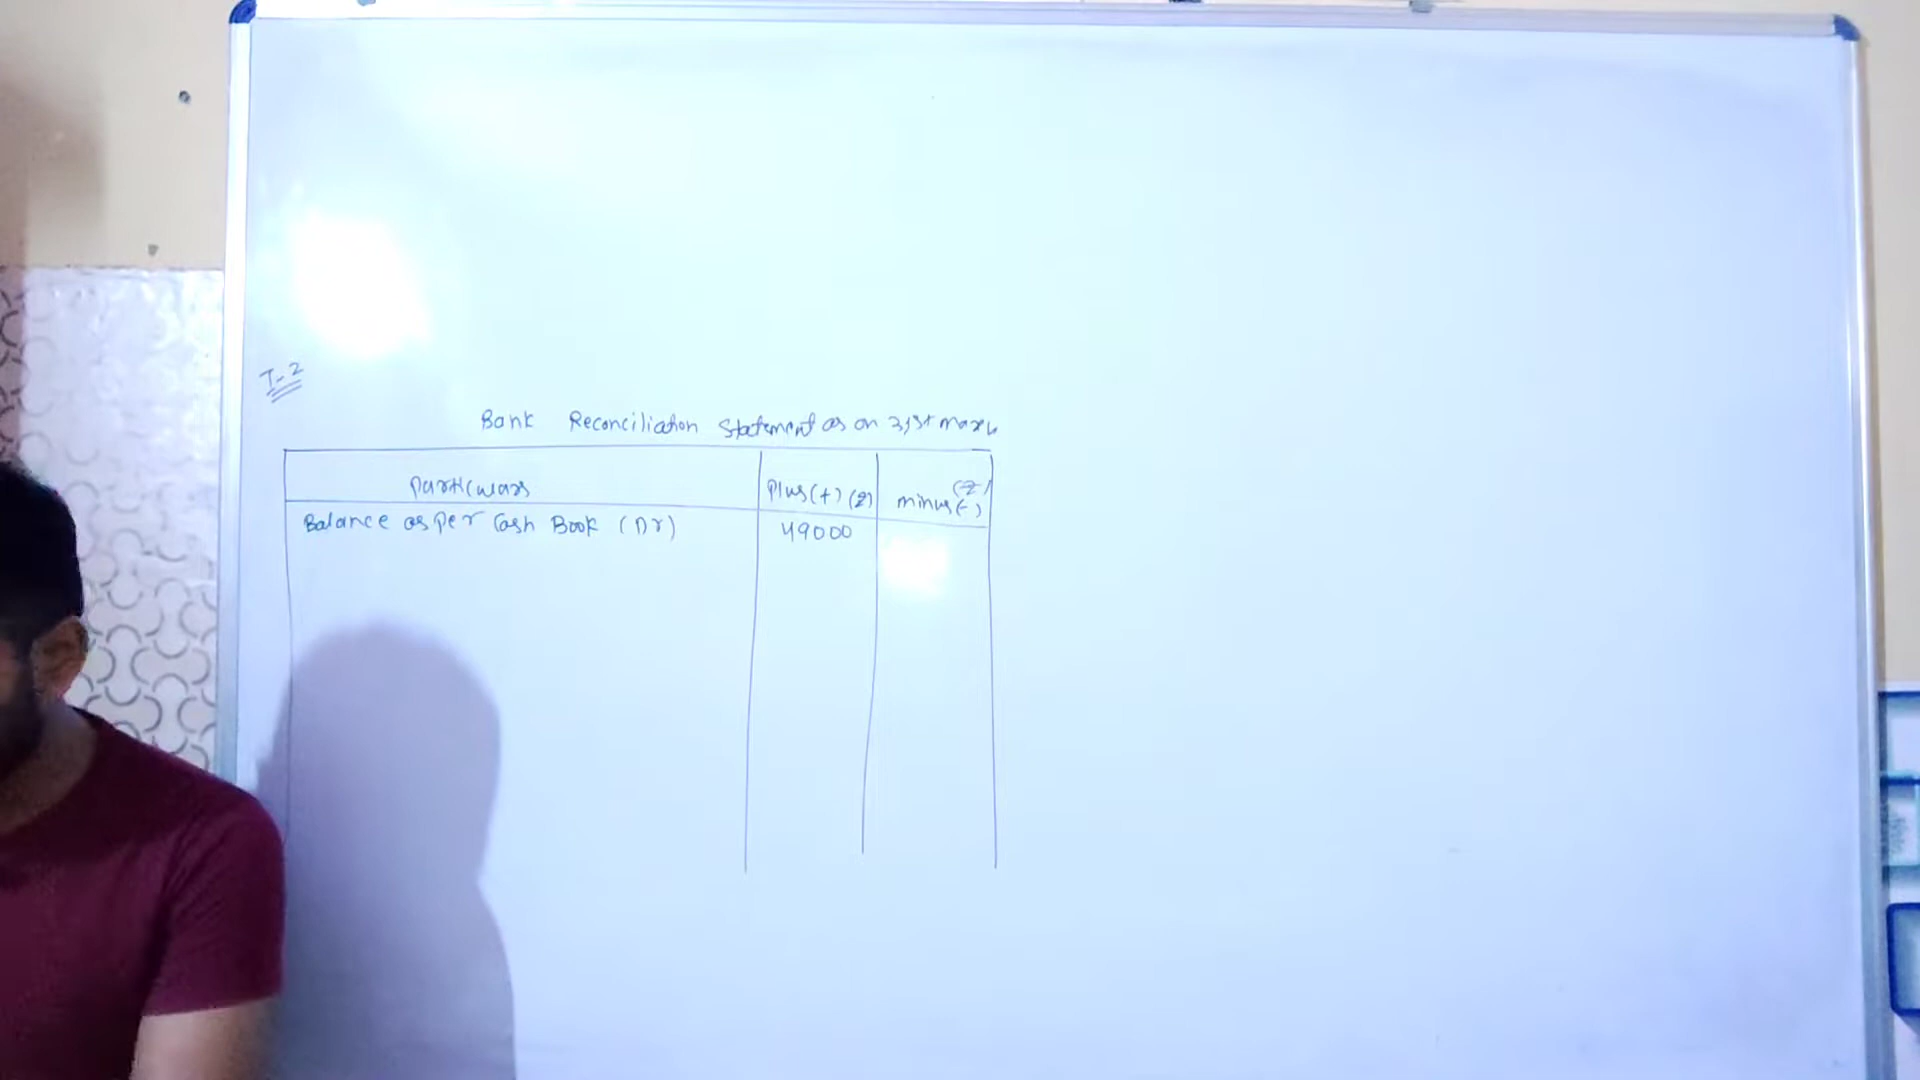 T-2
Bank Reconciliation Statement as on 31st March
Particulars Plus(+) (₹) minus(-) (₹)
Balance as per Cash Book (Dr) 49000